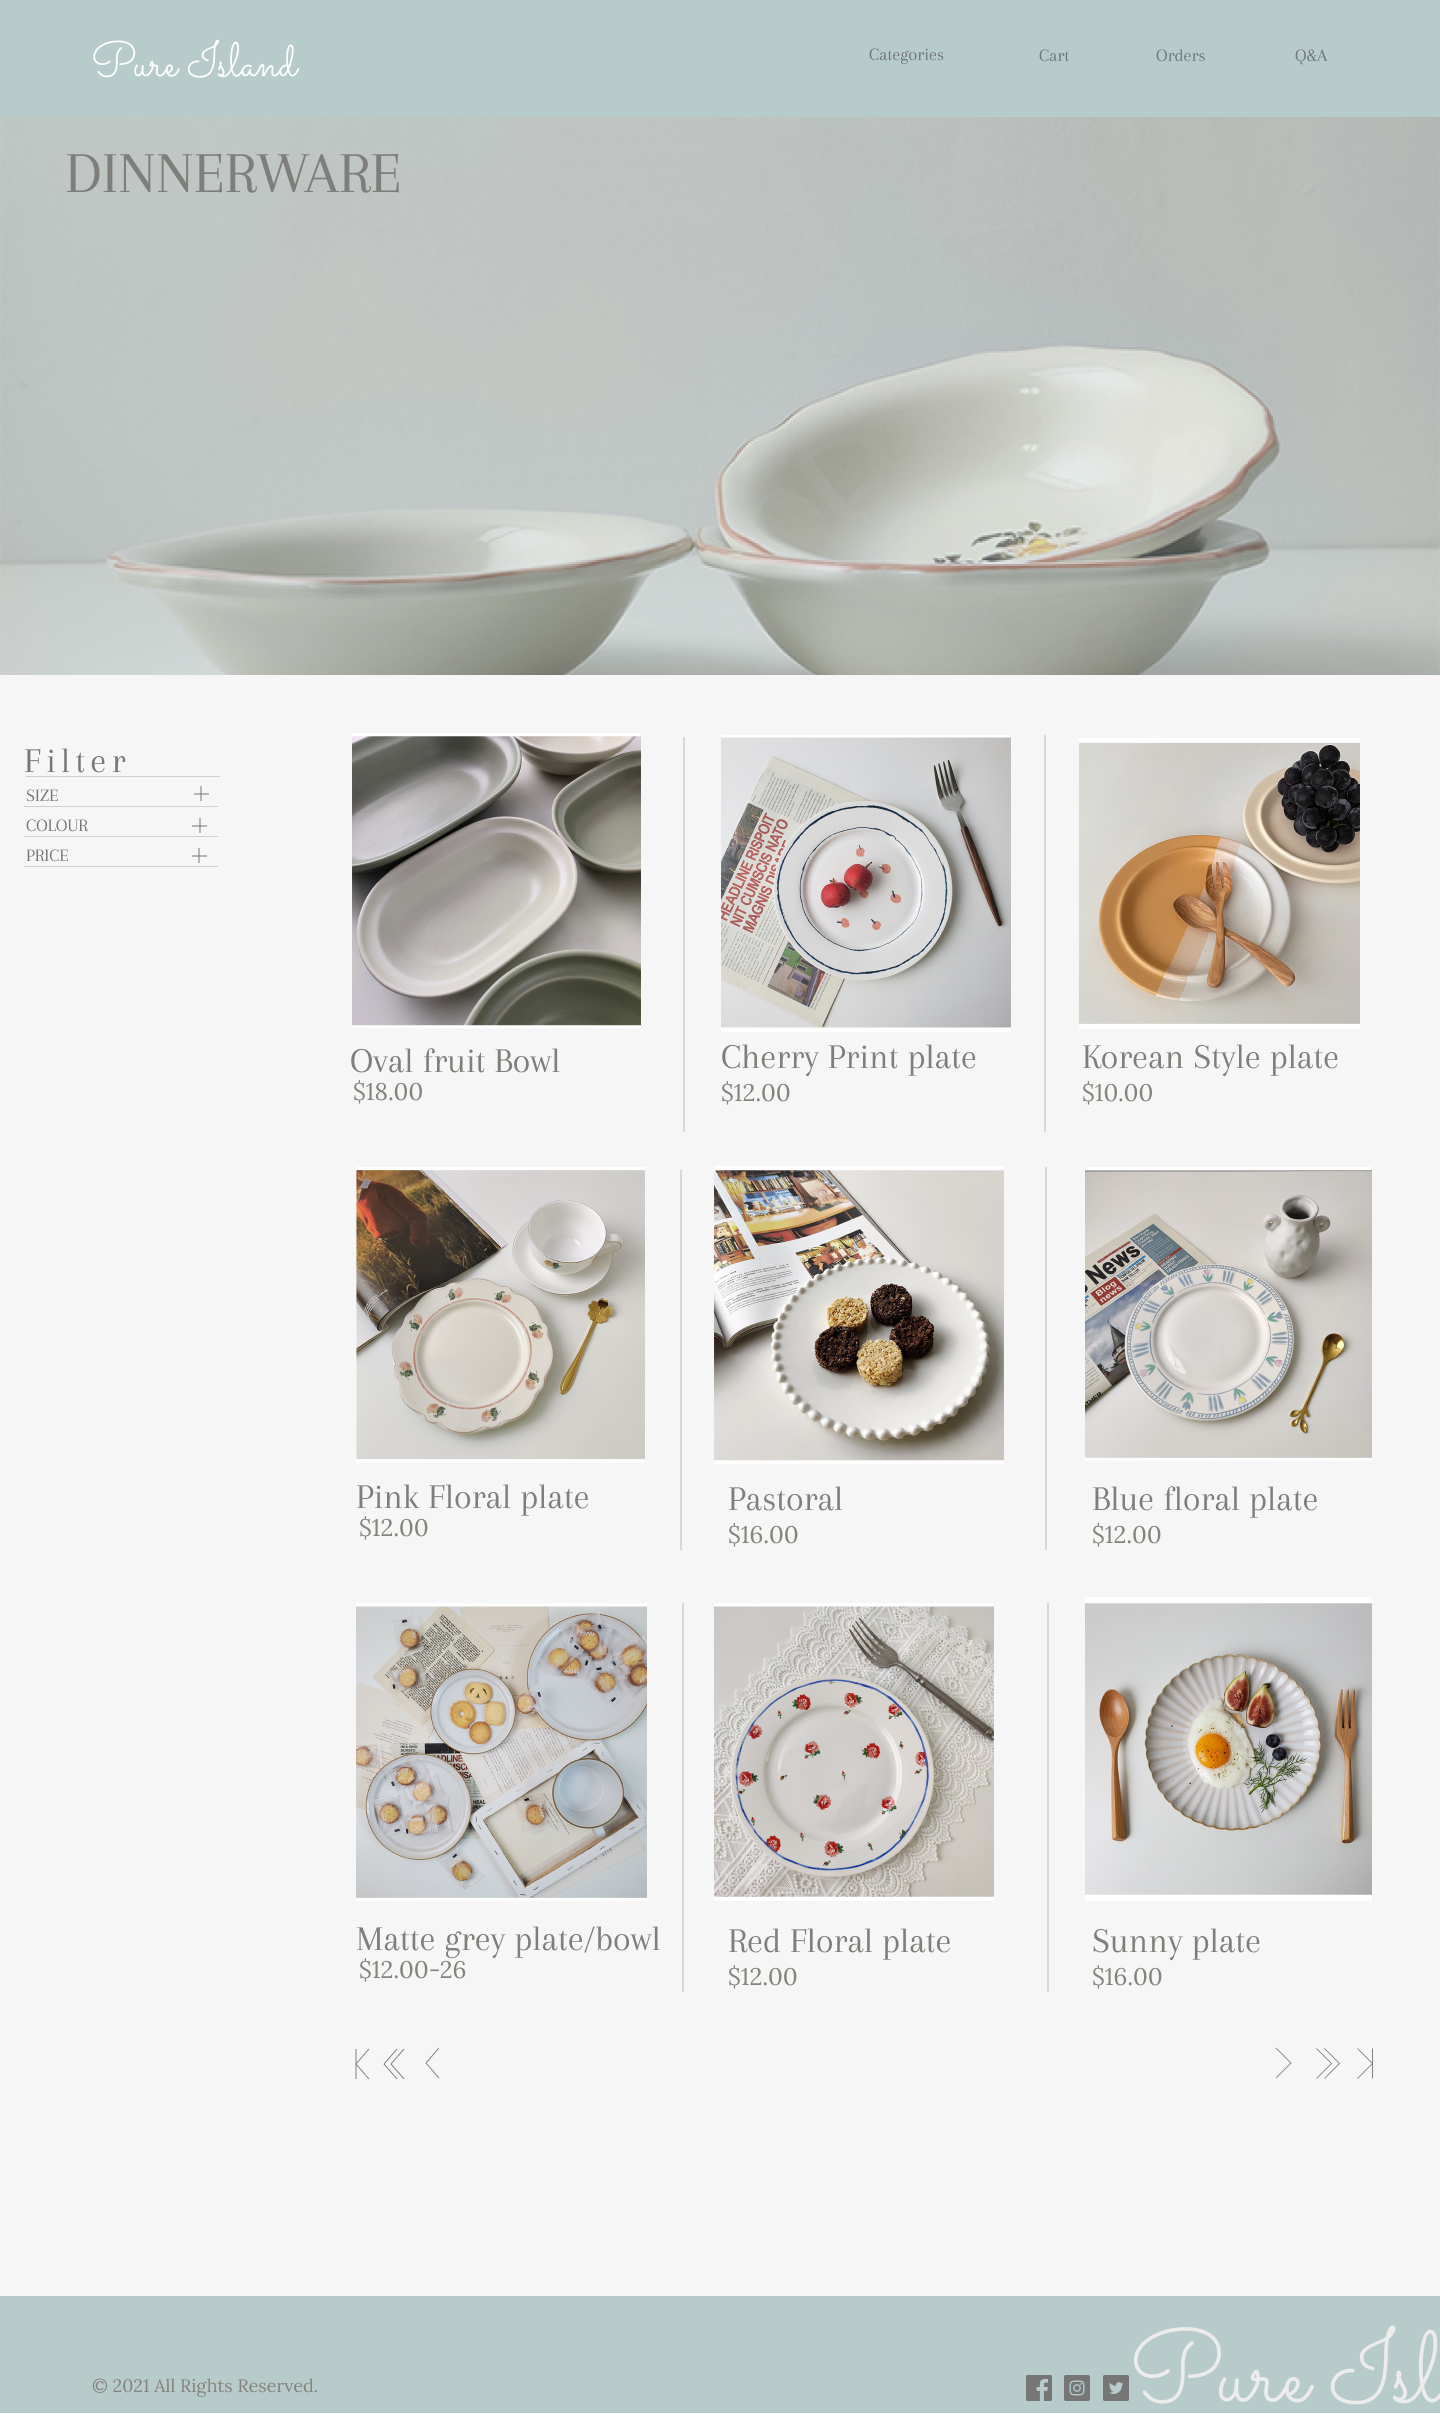 Pure Island
Categories
Cart
Orders
Q&A
DINNERWARE
Filter
SIZE
COLOUR
PRICE
HEADLINE RISPOIT
NIT CUMSCIS NATO
MAGNIS DIS
Oval fruit Bowl
$18.00
Cherry Print plate
$12.00
Korean Style plate
$10.00
News
Blog
news
Pink Floral plate
$12.00
Pastoral
$16.00
Blue floral plate
$12.00
Matte grey plate/bowl
$12.00-26
Red Floral plate
$12.00
Sunny plate
$16.00
© 2021 All Rights Reserved.
Pure Isl